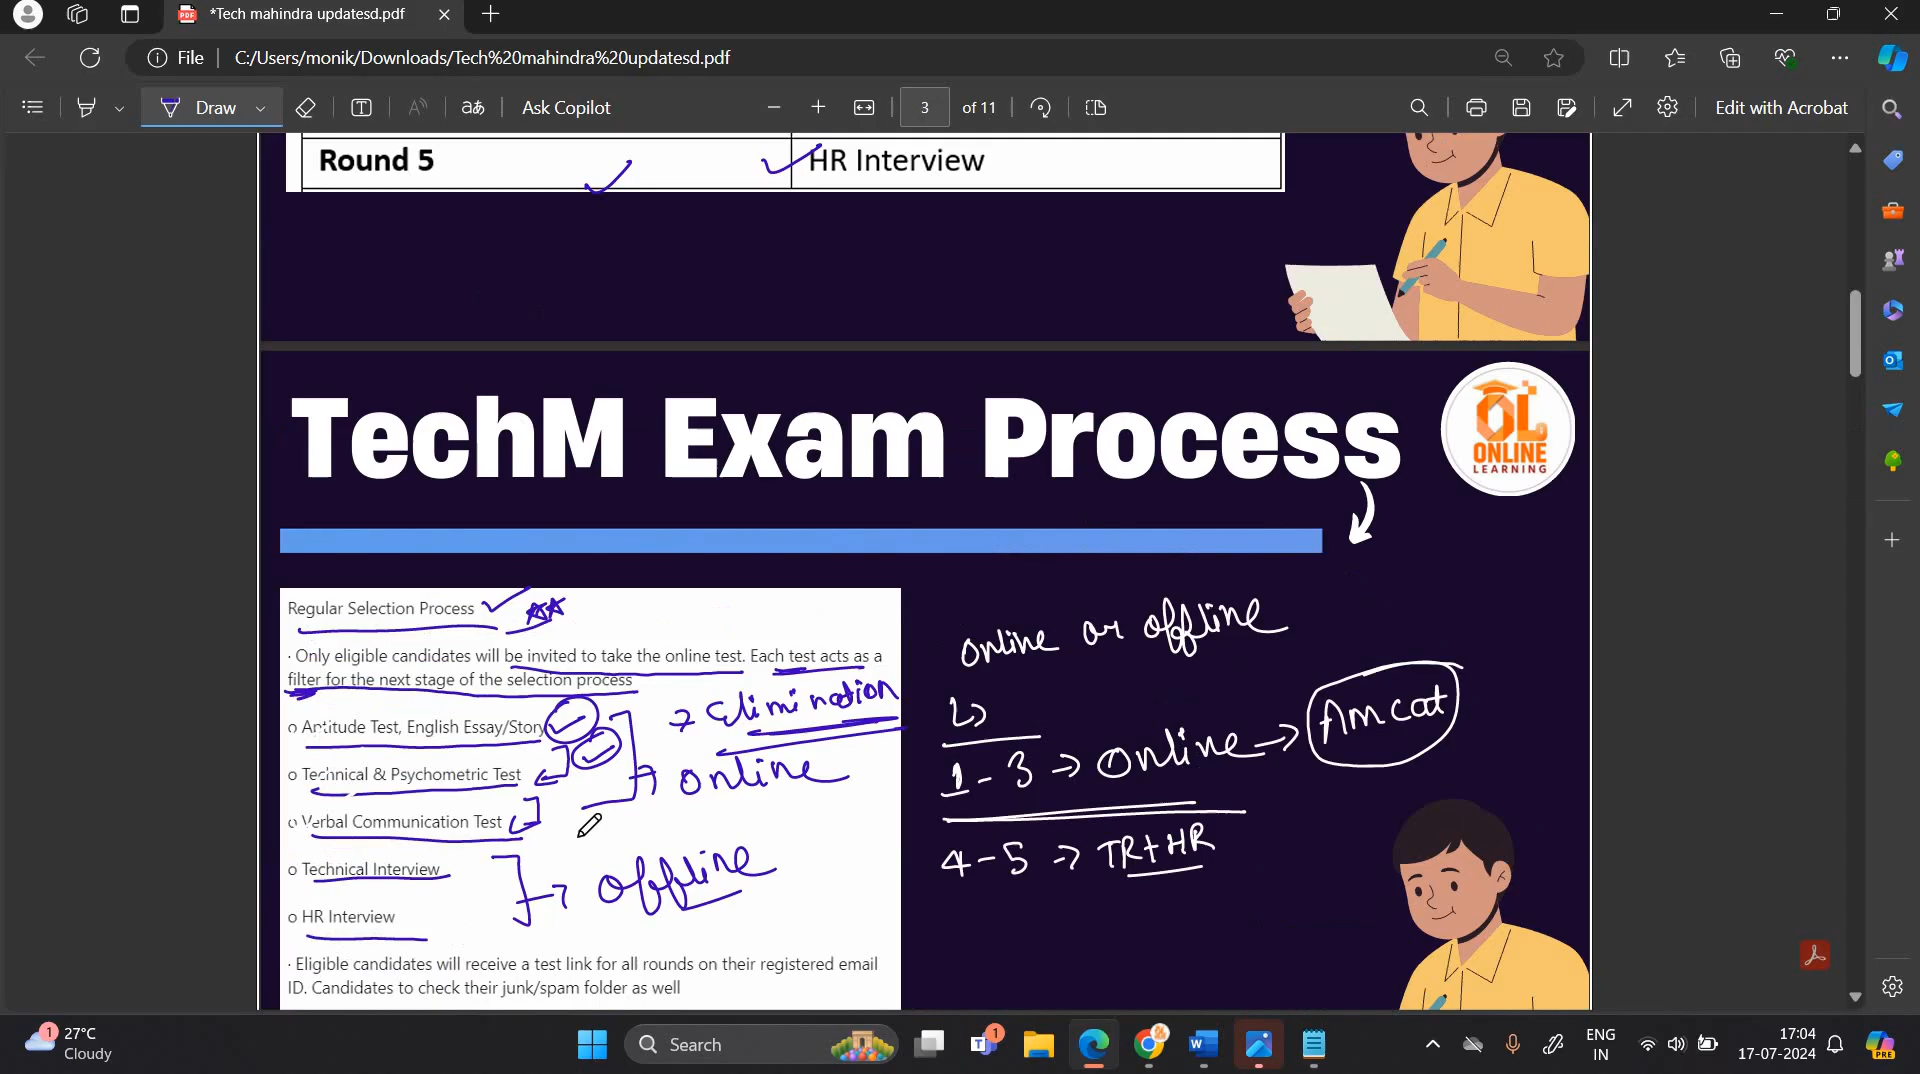 *Tech mahindra updatesd.pdf
File C:/Users/monik/Downloads/Tech%20mahindra%20updatesd.pdf
Draw aあ Ask Copilot 3 of 11 Edit with Acrobat
Round 5 HR Interview
TechM Exam Process
OL
ONLINE
LEARNING
Regular Selection Process
· Only eligible candidates will be invited to take the online test. Each test acts as a
filter for the next stage of the selection process
→ Elimination
o Aptitude Test, English Essay/Story
o Technical & Psychometric Test
→ online
o Verbal Communication Test
o Technical Interview
→ offline
o HR Interview
· Eligible candidates will receive a test link for all rounds on their registered email
ID. Candidates to check their junk/spam folder as well
online or offline
1-3 → Online → Amcat
4-5 → TR+HR
1 27°C
Cloudy
Search
1
PRE
ENG
IN
17:04
17-07-2024